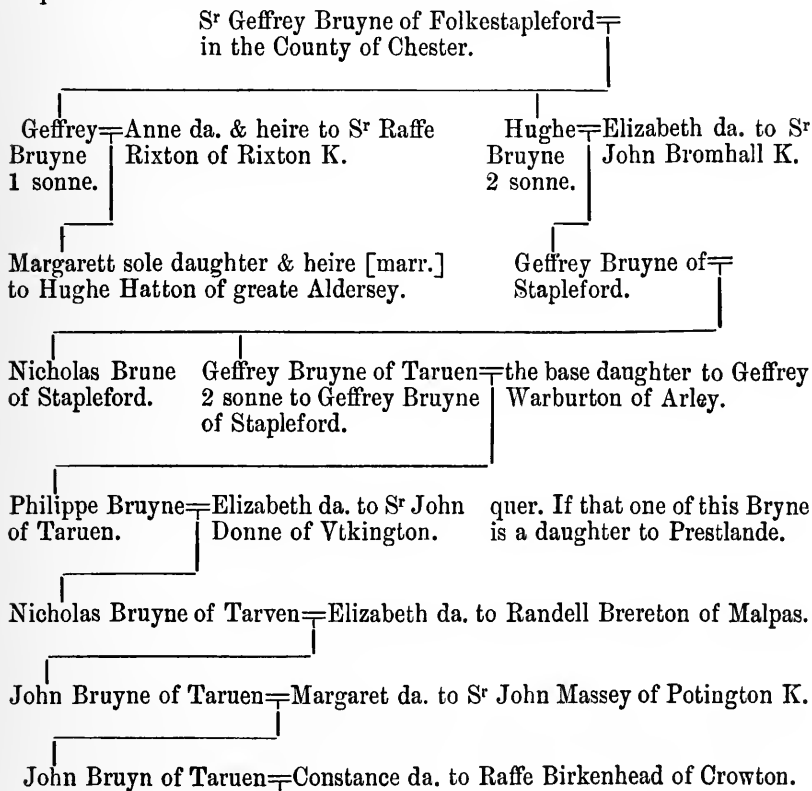 Sʳ Geffrey Bruyne of Folkestapleford
in the County of Chester.
Geffrey Bruyne 1 sonne.
Anne da. & heire to Sʳ Raffe
Rixton of Rixton K.
Hughe Bruyne 2 sonne.
Elizabeth da. to Sʳ
John Bromhall K.
Margarett sole daughter & heire [marr.]
to Hughe Hatton of greate Aldersey.
Geffrey Bruyne of
Stapleford.
Nicholas Brune
of Stapleford.
Geffrey Bruyne of Taruen
2 sonne to Geffrey Bruyne
of Stapleford.
the base daughter to Geffrey
Warburton of Arley.
Philippe Bruyne
of Taruen.
Elizabeth da. to Sʳ John
Donne of Vtkington.
quer. If that one of this Bryne
is a daughter to Prestlande.
Nicholas Bruyne of Tarven
Elizabeth da. to Randell Brereton of Malpas.
John Bruyne of Taruen
Margaret da. to Sʳ John Massey of Potington K.
John Bruyn of Taruen
Constance da. to Raffe Birkenhead of Crowton.